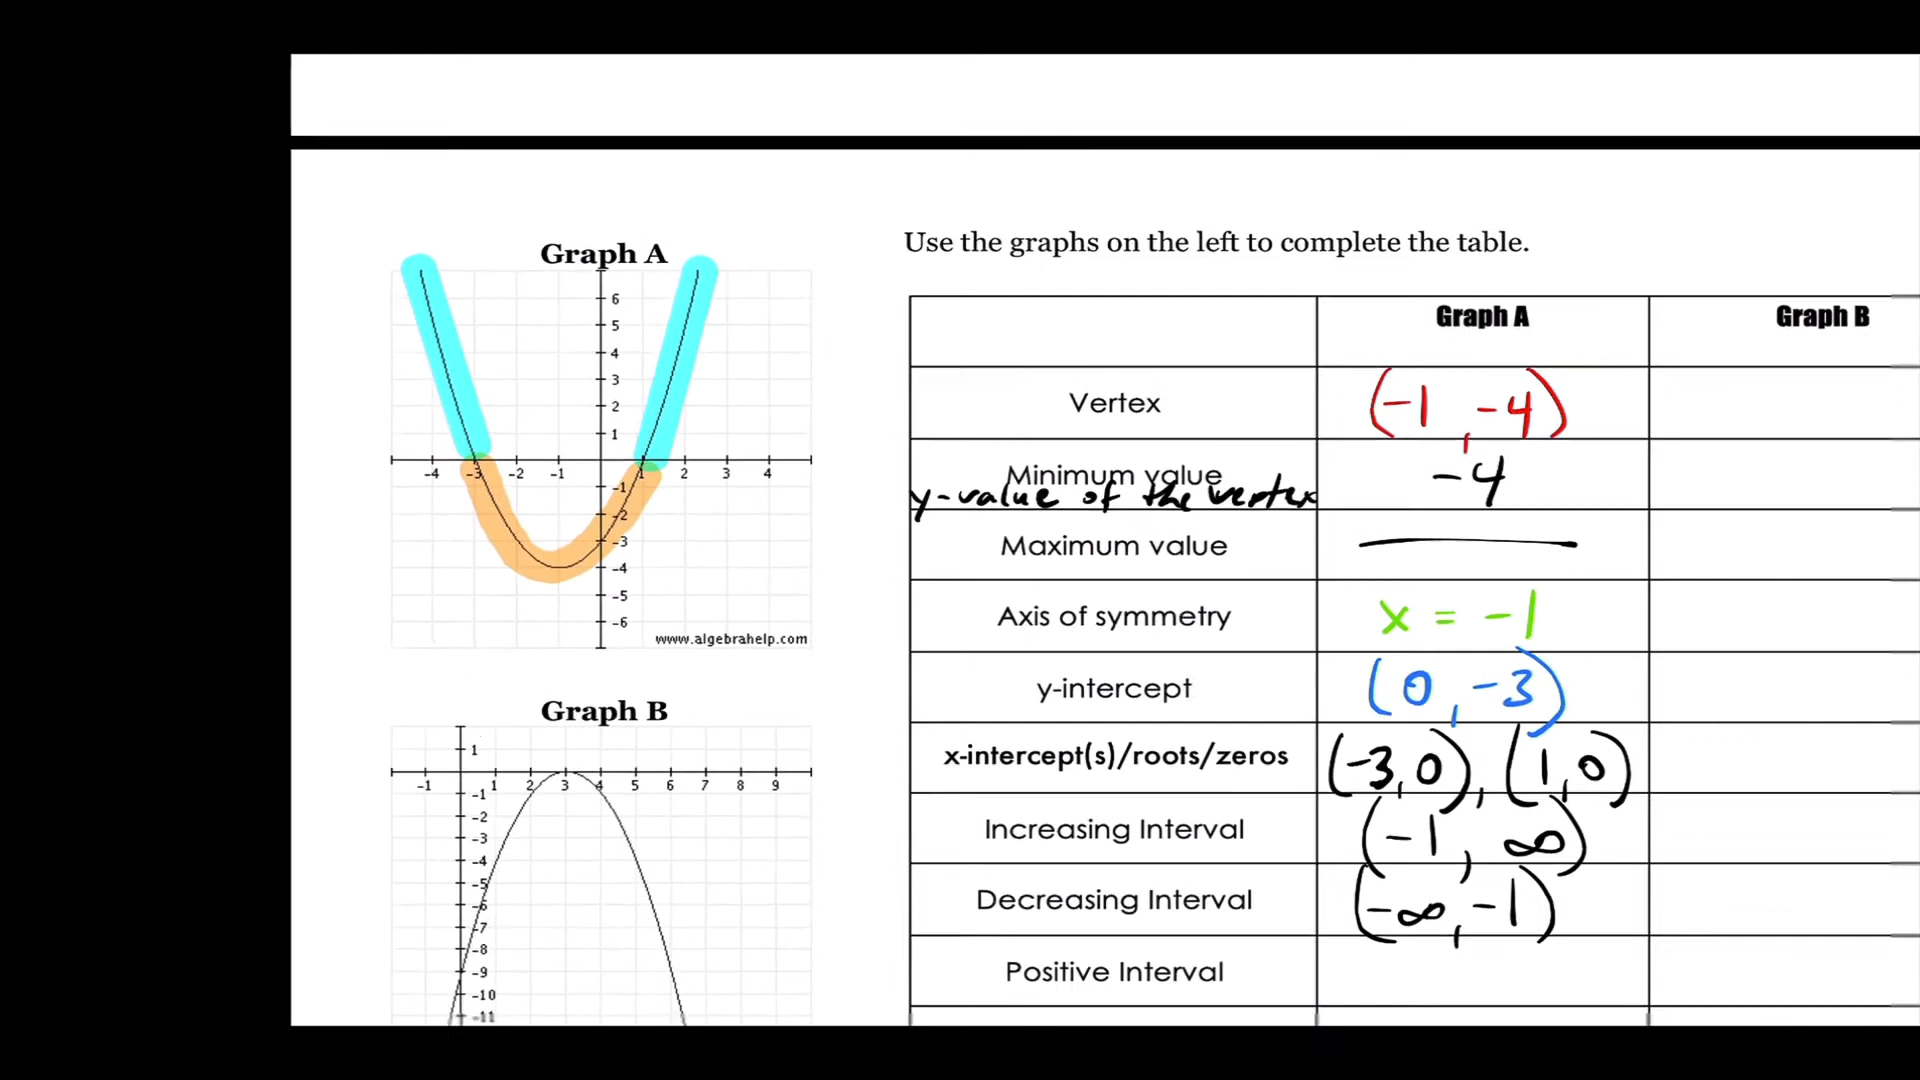 Graph A
6
5
4
3
2
1
-4 -3 -2 -1 2 3 4
-1
-2
-3
-4
-5
-6
www.algebrahelp.com
Graph B
1
-1 1 2 3 4 5 6 7 8 9
-1
-2
-3
-4
-5
-6
-7
-8
-9
-10
-11
Use the graphs on the left to complete the table.
Graph A Graph B
Vertex (-1, -4)
Minimum value -4
y-value of the vertex
Maximum value
Axis of symmetry x = -1
y-intercept (0, -3)
x-intercept(s)/roots/zeros (-3,0), (1,0)
Increasing Interval (-1, ∞)
Decreasing Interval (-∞, -1)
Positive Interval